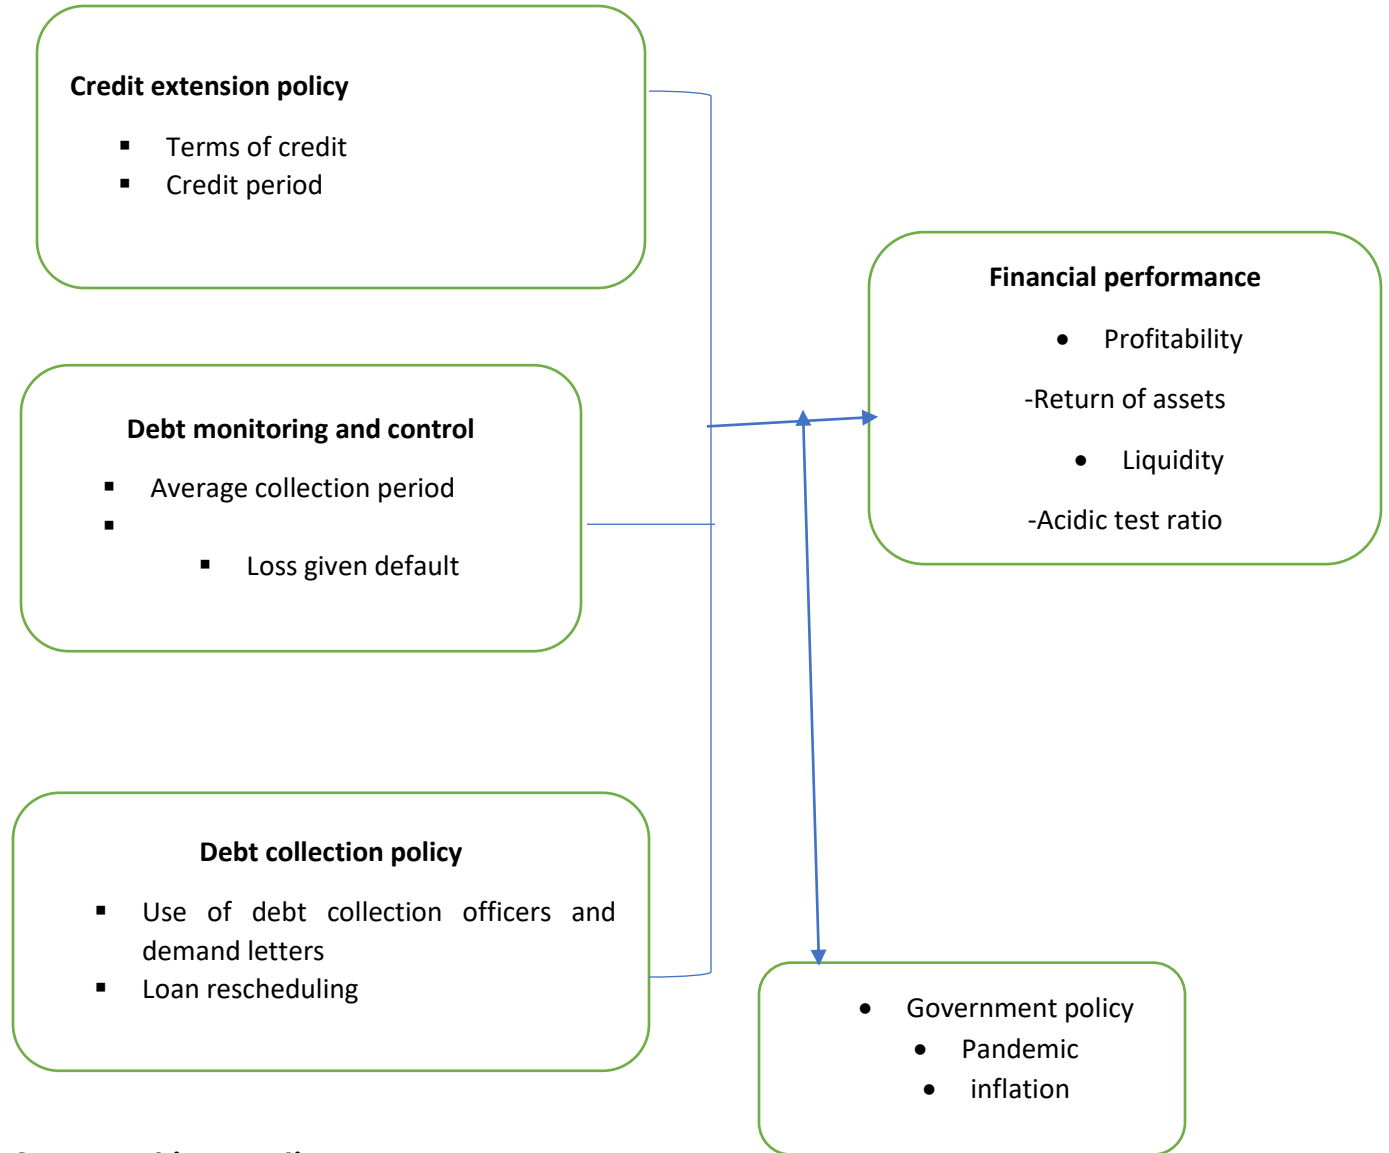 Credit extension policy
▪ Terms of credit
▪ Credit period
Financial performance
● Profitability
-Return of assets
● Liquidity
-Acidic test ratio
Debt monitoring and control
▪ Average collection period
▪
▪ Loss given default
Debt collection policy
▪ Use of debt collection officers and
demand letters
▪ Loan rescheduling
● Government policy
● Pandemic
● inflation